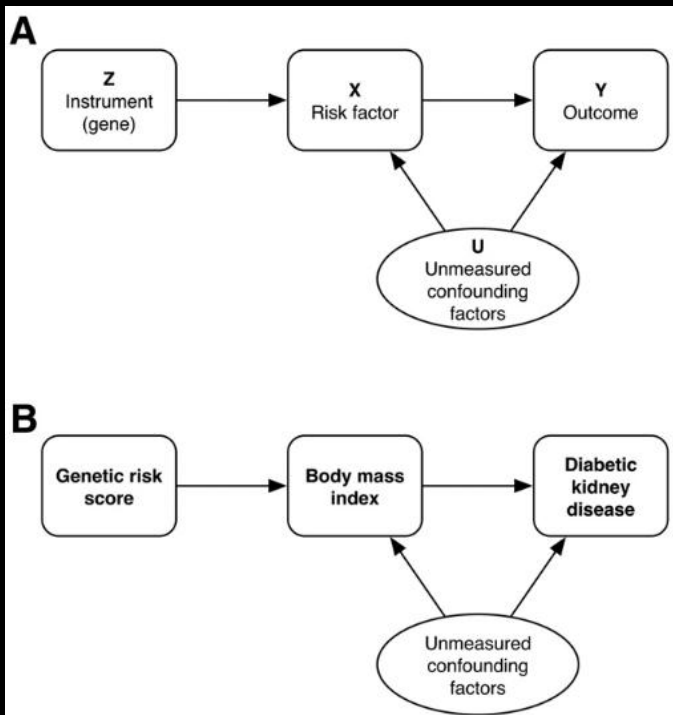 A
Z
Instrument
(gene)
X
Risk factor
Y
Outcome
U
Unmeasured
confounding
factors
B
Genetic risk
score
Body mass
index
Diabetic
kidney
disease
Unmeasured
confounding
factors